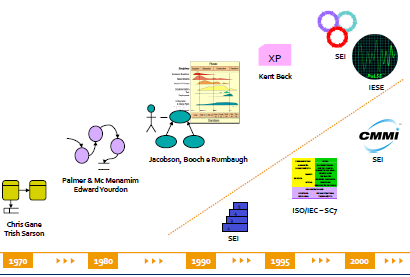 SEI
XP
Kent Beck
IESE
Jacobson, Booch e Rumbaugh
CMMI
SEI
Palmer & Mc Menamim
Edward Yourdon
ISO/IEC – SC7
Chris Gane
Trish Sarson
SEI
1970
1980
1990
1995
2000